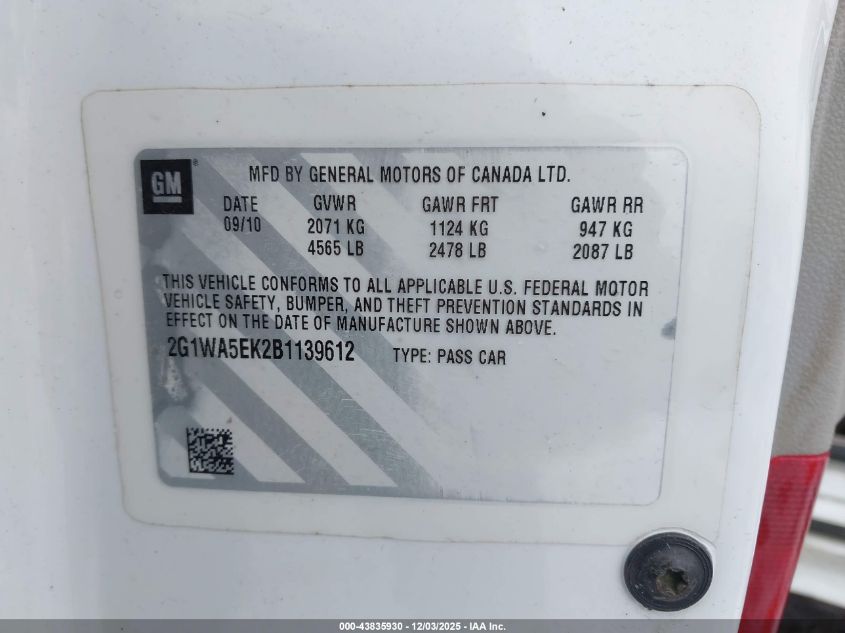 GM ®
MFD BY GENERAL MOTORS OF CANADA LTD.
DATE GVWR GAWR FRT GAWR RR
09/10 2071 KG 1124 KG 947 KG
4565 LB 2478 LB 2087 LB
THIS VEHICLE CONFORMS TO ALL APPLICABLE U.S. FEDERAL MOTOR
VEHICLE SAFETY, BUMPER, AND THEFT PREVENTION STANDARDS IN
EFFECT ON THE DATE OF MANUFACTURE SHOWN ABOVE.
2G1WA5EK2B1139612 TYPE: PASS CAR
000-43835930 - 12/03/2025 - IAA Inc.